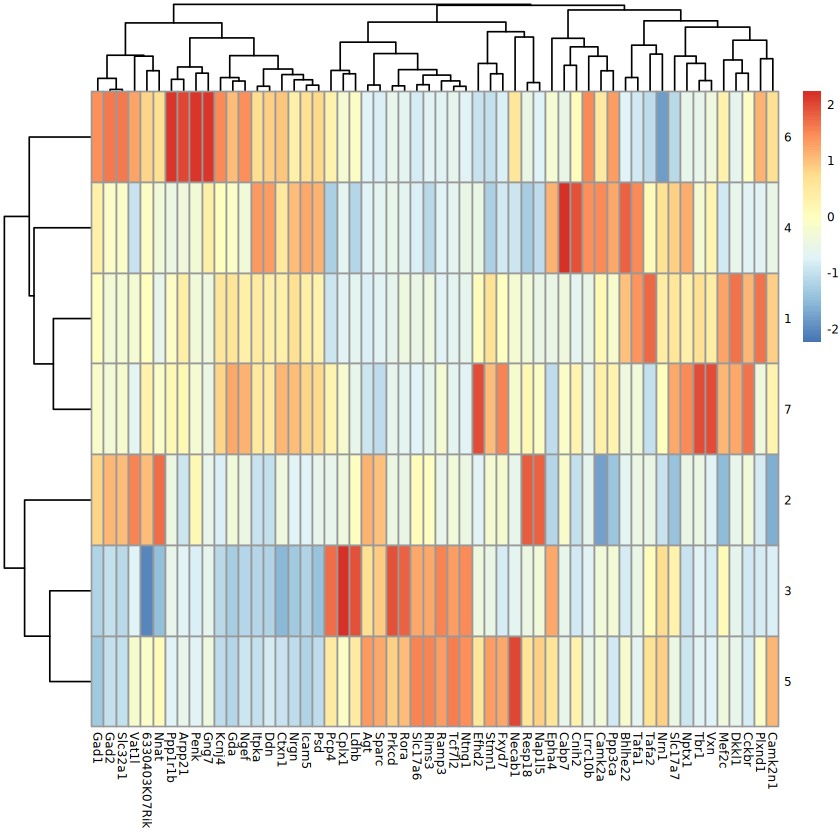 2
1
0
-1
-2
6
4
1
7
2
3
5
Gad1
Gad2
Slc32a1
Vat1l
6330403K07Rik
Nnat
Ppp1r1b
Arpp21
Penk
Gng7
Kcnj4
Gda
Ngef
Itpka
Ddn
Ctxn1
Nrgn
Icam5
Psd
Pcp4
Cplx1
Ldhb
Agt
Sparc
Prkcd
Rora
Slc17a6
Rims3
Ramp3
Tcf7l2
Ntng1
Efhd2
Stmn1
Fxyd7
Necab1
Resp18
Nap1l5
Epha4
Cabp7
Cnih2
Lrrc10b
Camk2a
Ppp3ca
Bhlhe22
Tafa1
Tafa2
Nrn1
Slc17a7
Nptx1
Tbr1
Vxn
Mef2c
Dkkl1
Cckbr
Plxnd1
Camk2n1